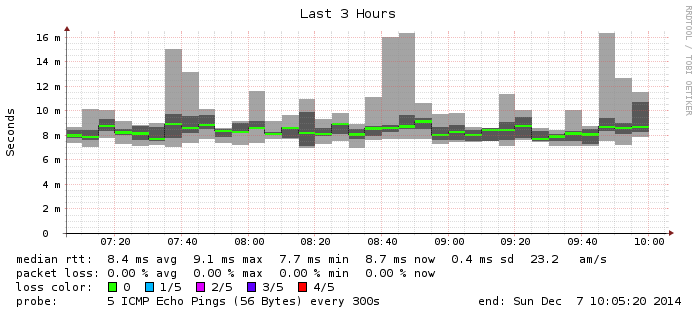 Last 3 Hours
RRDTOOL / TOBI OETIKER
Seconds
16 m
14 m
12 m
10 m
8 m
6 m
4 m
2 m
0
07:20 07:40 08:00 08:20 08:40 09:00 09:20 09:40 10:00
median rtt: 8.4 ms avg 9.1 ms max 7.7 ms min 8.7 ms now 0.4 ms sd 23.2 am/s
packet loss: 0.00 % avg 0.00 % max 0.00 % min 0.00 % now
loss color: 0 1/5 2/5 3/5 4/5
probe: 5 ICMP Echo Pings (56 Bytes) every 300s end: Sun Dec 7 10:05:20 2014